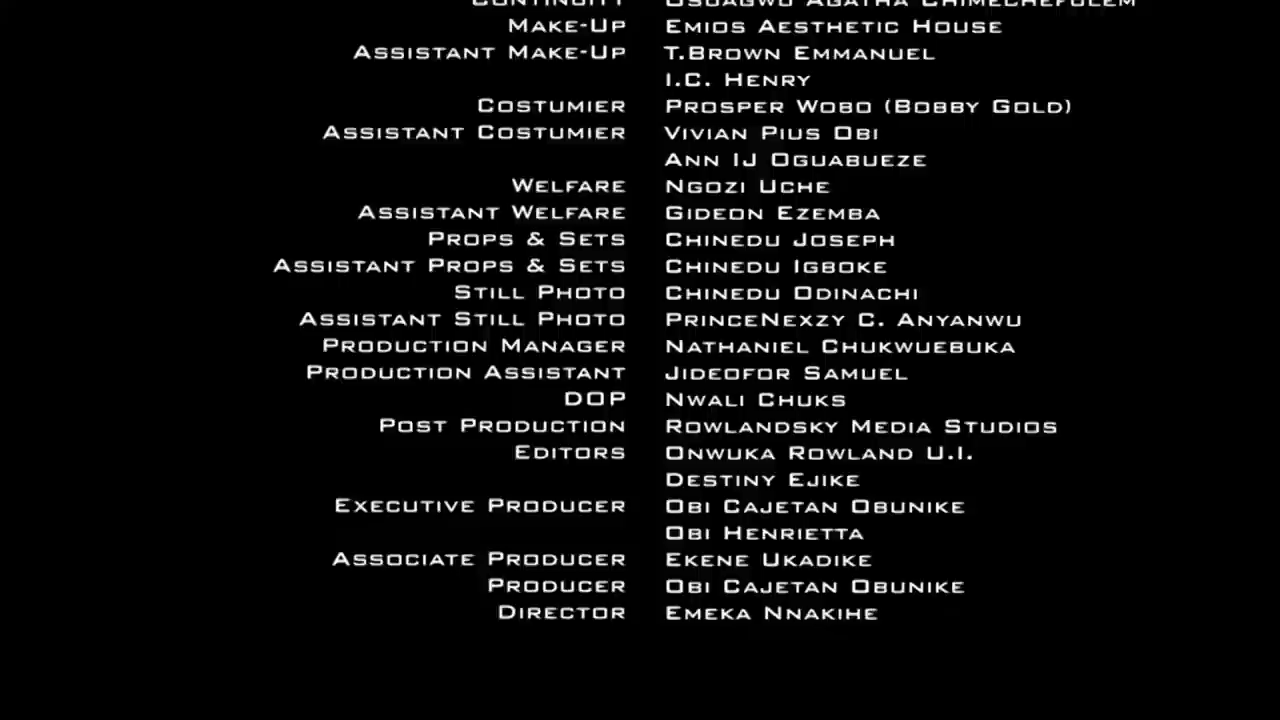 Continuity Osuagwu Agatha Chimechefulem
Make-Up Emios Aesthetic House
Assistant Make-Up T.Brown Emmanuel
I.C. Henry
Costumier Prosper Wobo (Bobby Gold)
Assistant Costumier Vivian Pius Obi
Ann IJ Oguabueze
Welfare Ngozi Uche
Assistant Welfare Gideon Ezemba
Props & Sets Chinedu Joseph
Assistant Props & Sets Chinedu Igboke
Still Photo Chinedu Odinachi
Assistant Still Photo PrinceNexzy C. Anyanwu
Production Manager Nathaniel Chukwuebuka
Production Assistant Jideofor Samuel
DOP Nwali Chuks
Post Production Rowlandsky Media Studios
Editors Onwuka Rowland U.I.
Destiny Ejike
Executive Producer Obi Cajetan Obunike
Obi Henrietta
Associate Producer Ekene Ukadike
Producer Obi Cajetan Obunike
Director Emeka Nnakihe